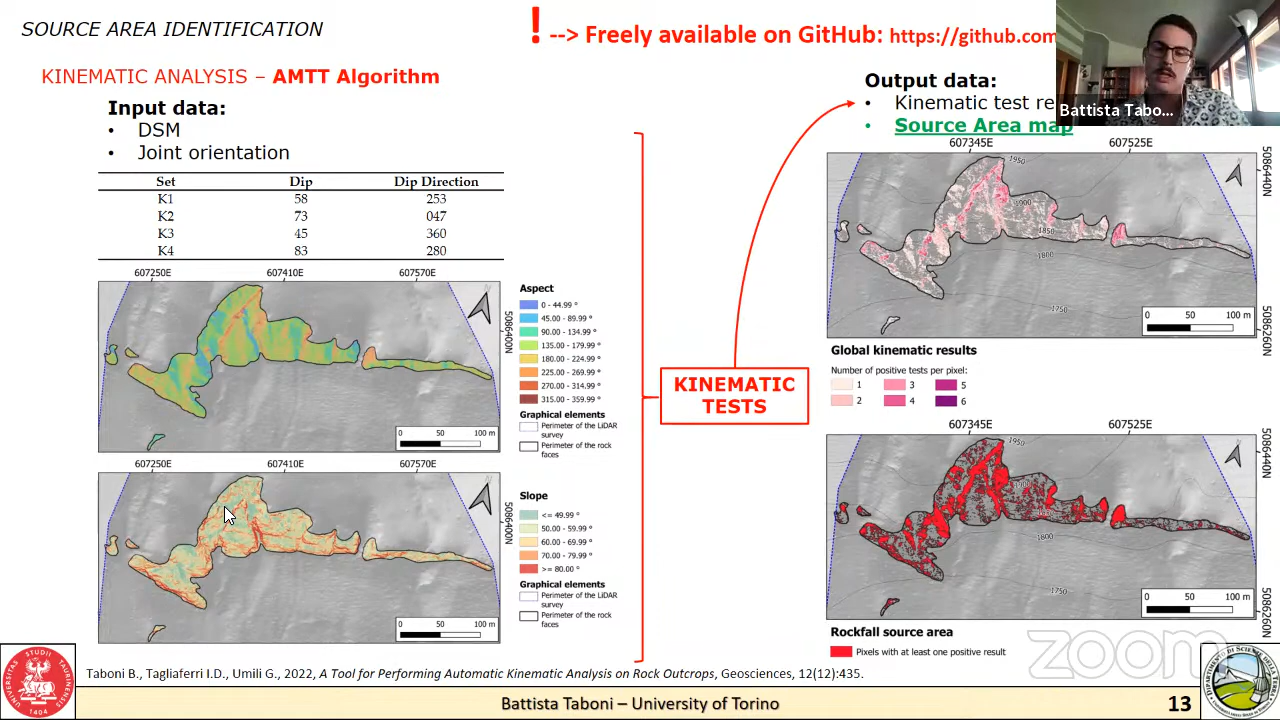 SOURCE AREA IDENTIFICATION
! --> Freely available on GitHub: https://github.com
KINEMATIC ANALYSIS – AMTT Algorithm
Input data:
• DSM
• Joint orientation
Set Dip Dip Direction
K1 58 253
K2 73 047
K3 45 360
K4 83 280
607250E 607410E 607570E
5086400N
0 50 100 m
Aspect
0 - 44.99 °
45.00 - 89.99 °
90.00 - 134.99 °
135.00 - 179.99 °
180.00 - 224.99 °
225.00 - 269.99 °
270.00 - 314.99 °
315.00 - 359.99 °
Graphical elements
Perimeter of the LiDAR
survey
Perimeter of the rock
faces
607250E 607410E 607570E
5086400N
0 50 100 m
Slope
<= 49.99 °
50.00 - 59.99 °
60.00 - 69.99 °
70.00 - 79.99 °
>= 80.00 °
Graphical elements
Perimeter of the LiDAR
survey
Perimeter of the rock
faces
KINEMATIC
TESTS
Battista Tabo...
Output data:
• Kinematic test re
• Source Area map
607345E 607525E
5086440N
5086260N
1950
1900
1850
1800
1750
0 50 100 m
Global kinematic results
Number of positive tests per pixel:
1 3 5
2 4 6
607345E 607525E
5086440N
5086260N
1950
1900
1800
1750
0 50 100 m
Rockfall source area
Pixels with at least one positive result
zoom
Taboni B., Tagliaferri I.D., Umili G., 2022, A Tool for Performing Automatic Kinematic Analysis on Rock Outcrops, Geosciences, 12(12):435.
Battista Taboni – University of Torino
13